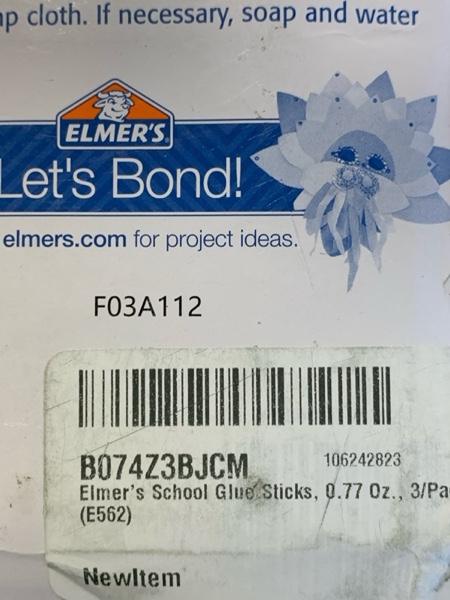 p cloth. If necessary, soap and water
ELMER'S
Let's Bond!
elmers.com for project ideas.
F03A112
B074Z3BJCM 106242823
Elmer's School Glue Sticks, 0.77 Oz., 3/Pa
(E562)
NewItem